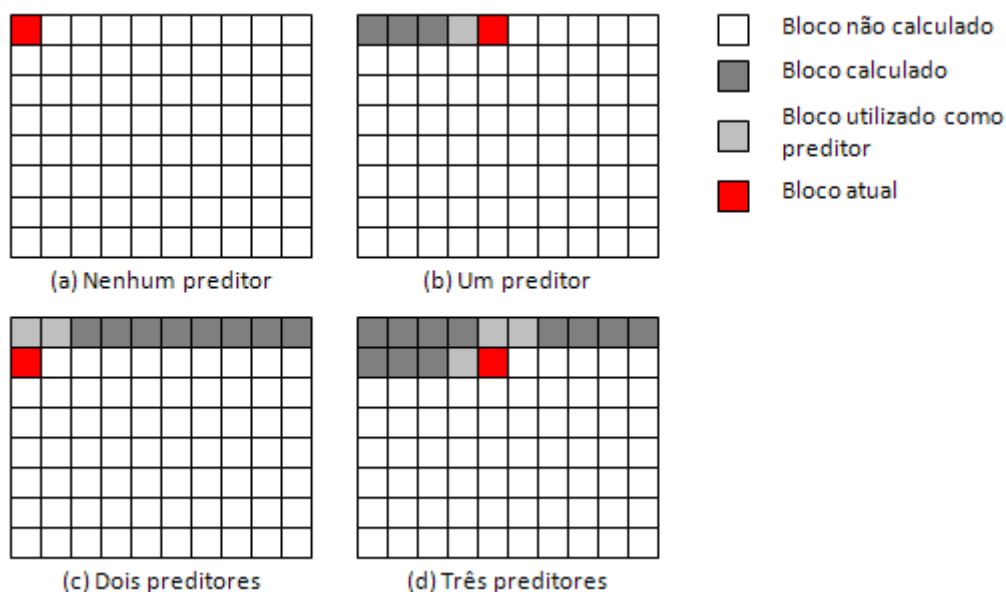 Bloco não calculado
Bloco calculado
Bloco utilizado como
preditor
Bloco atual
(a) Nenhum preditor
(b) Um preditor
(c) Dois preditores
(d) Três preditores